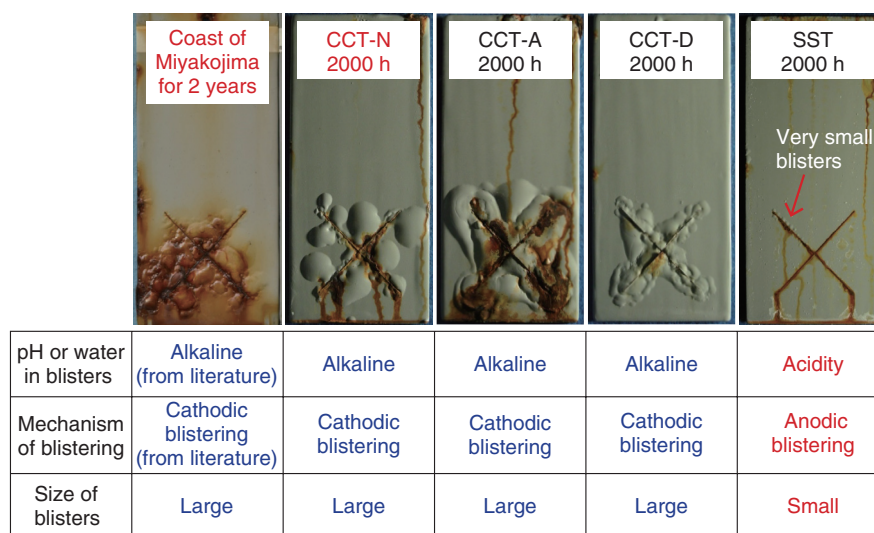 Coast of
Miyakojima
for 2 years
CCT-N
2000 h
CCT-A
2000 h
CCT-D
2000 h
SST
2000 h
Very small
blisters
pH or water
in blisters
Alkaline
(from literature)
Alkaline
Alkaline
Alkaline
Acidity
Mechanism
of blistering
Cathodic
blistering
(from literature)
Cathodic
blistering
Cathodic
blistering
Cathodic
blistering
Anodic
blistering
Size of
blisters
Large
Large
Large
Large
Small